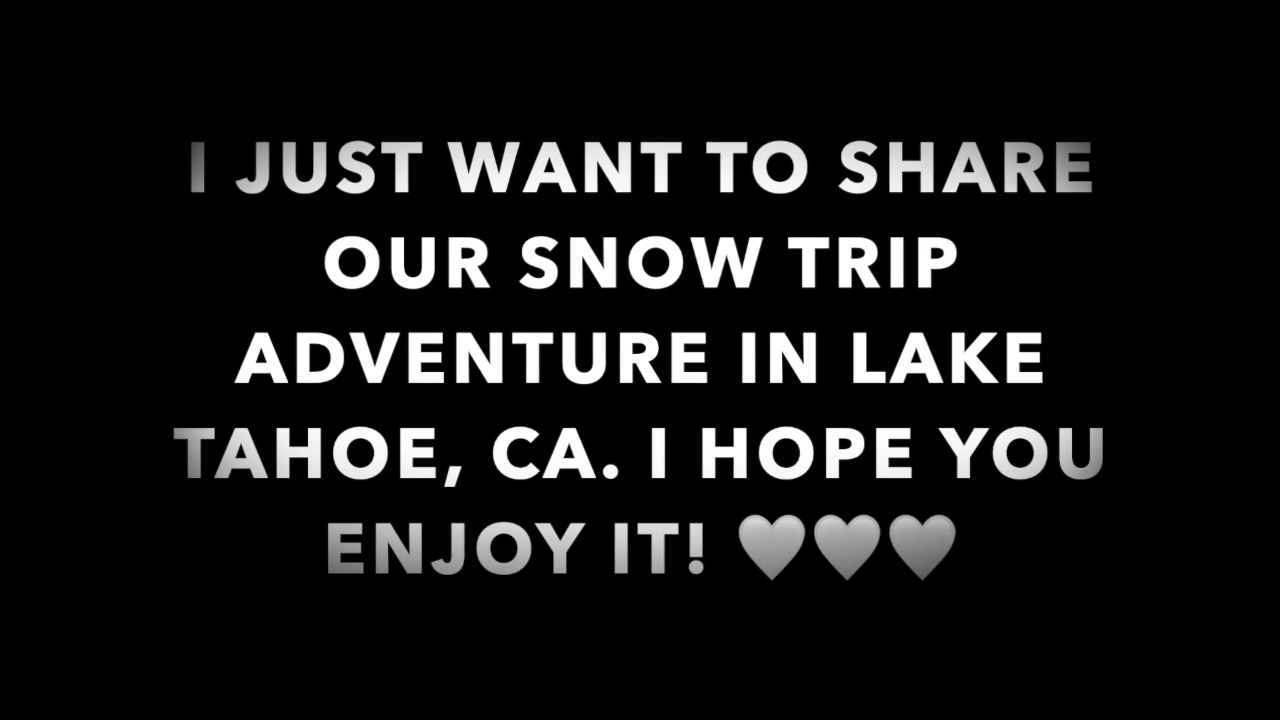 I JUST WANT TO SHARE
OUR SNOW TRIP
ADVENTURE IN LAKE
TAHOE, CA. I HOPE YOU
ENJOY IT! 🤍🤍🤍